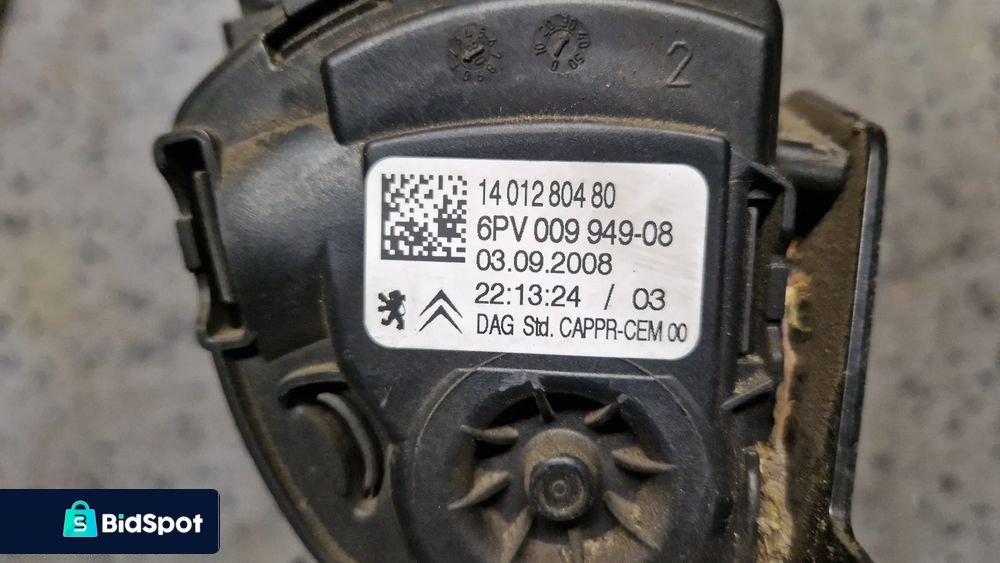 2
14 012 804 80
6PV 009 949-08
03.09.2008
22:13:24 / 03
DAG Std. CAPPR-CEM 00
BidSpot